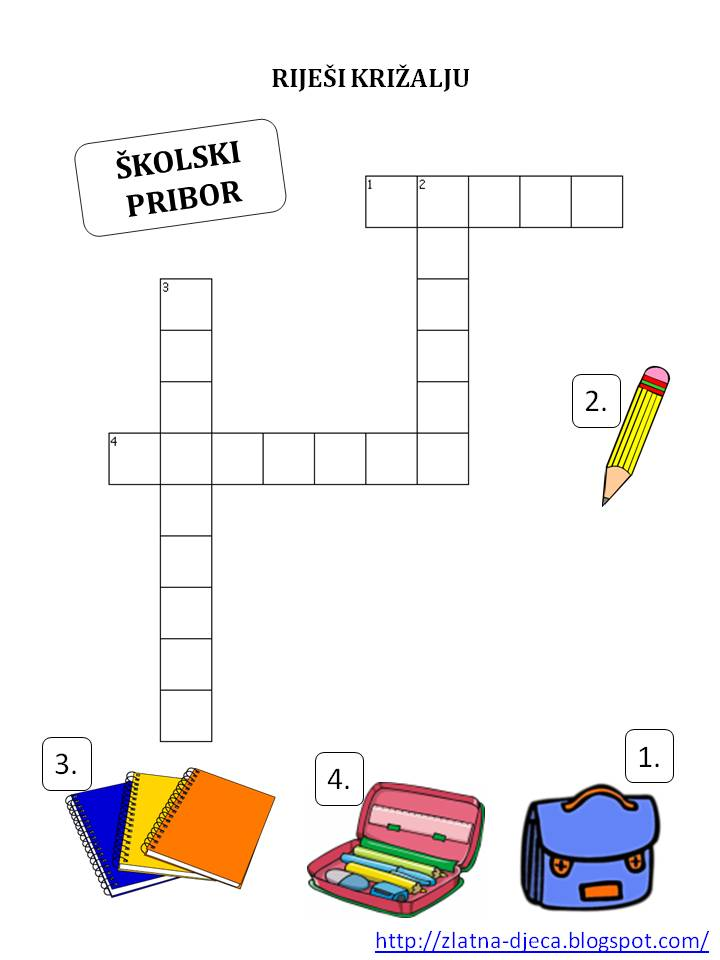 RIJEŠI KRIŽALJU
ŠKOLSKI
PRIBOR
1
2
3
2.
4
3.
4.
1.
http://zlatna-djeca.blogspot.com/